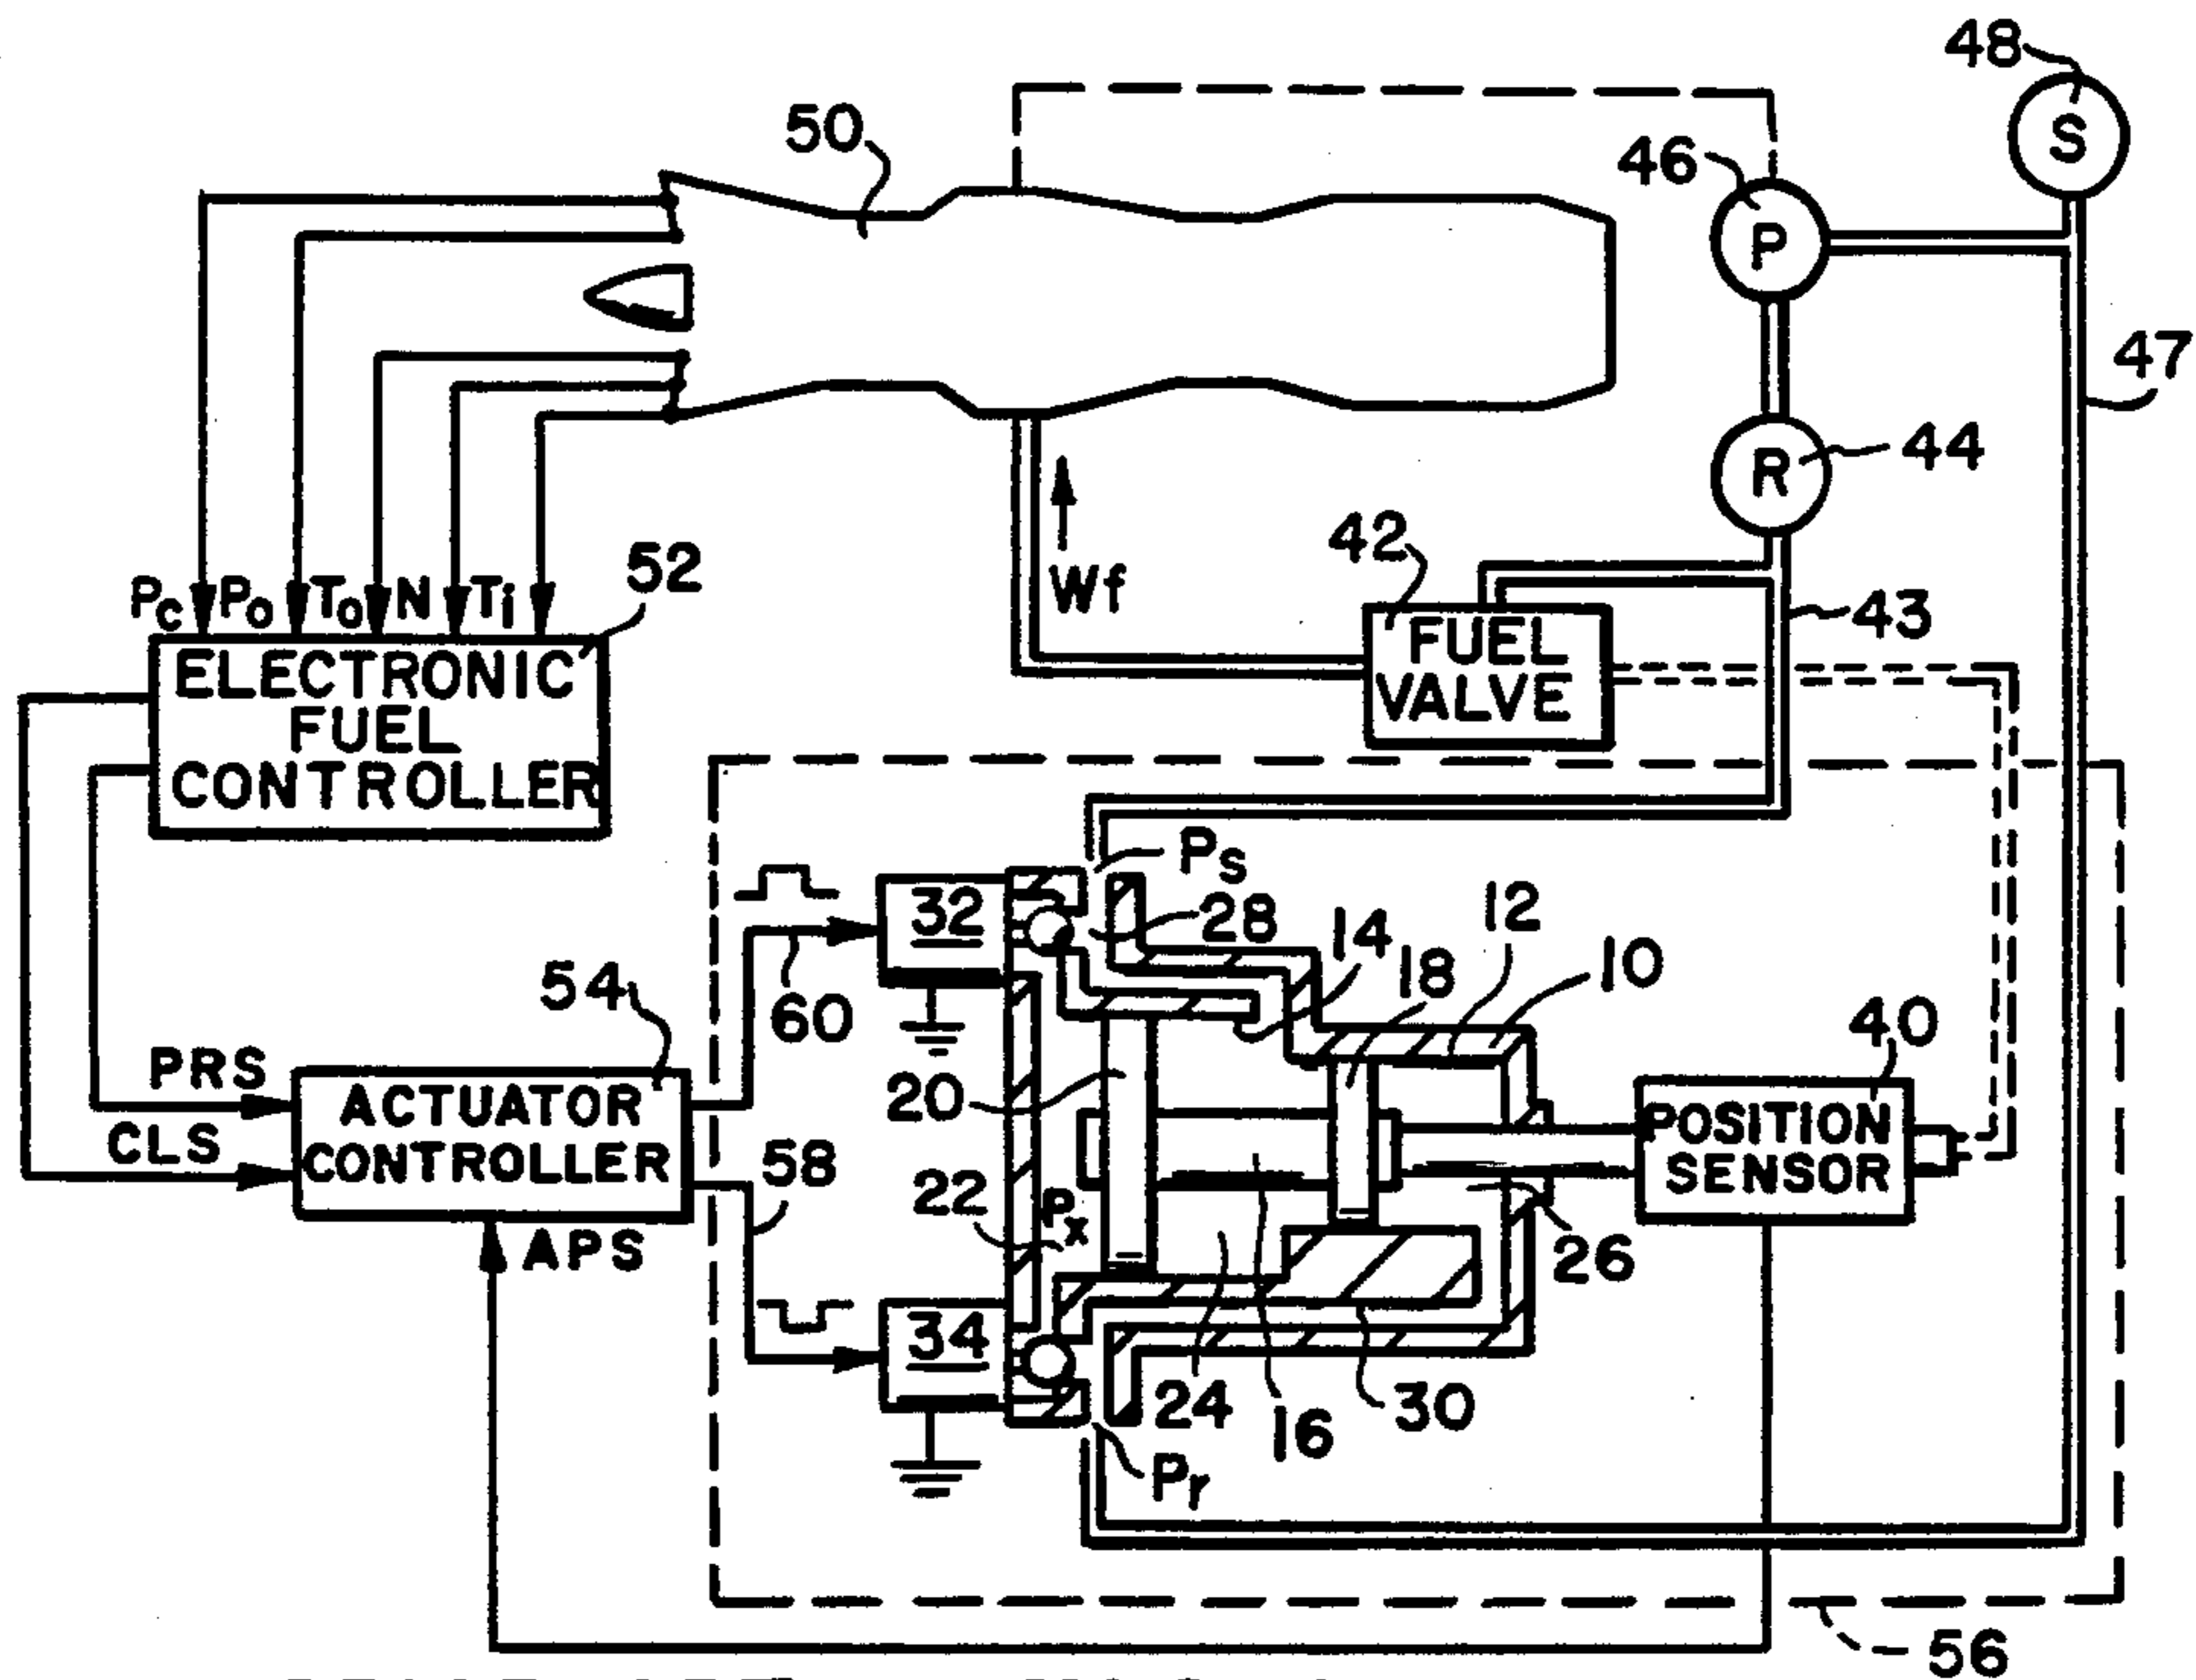 48
S
50
46
P
47
R
44
42
Wf
52
Pc Po To N Ti
43
FUEL
VALVE
ELECTRONIC
FUEL
CONTROLLER
Ps
32
28
14
12
18
10
54
60
40
PRS
20
ACTUATOR
CONTROLLER
POSITION
SENSOR
CLS
58
22
Px
APS
26
34
24
16
30
Pr
56